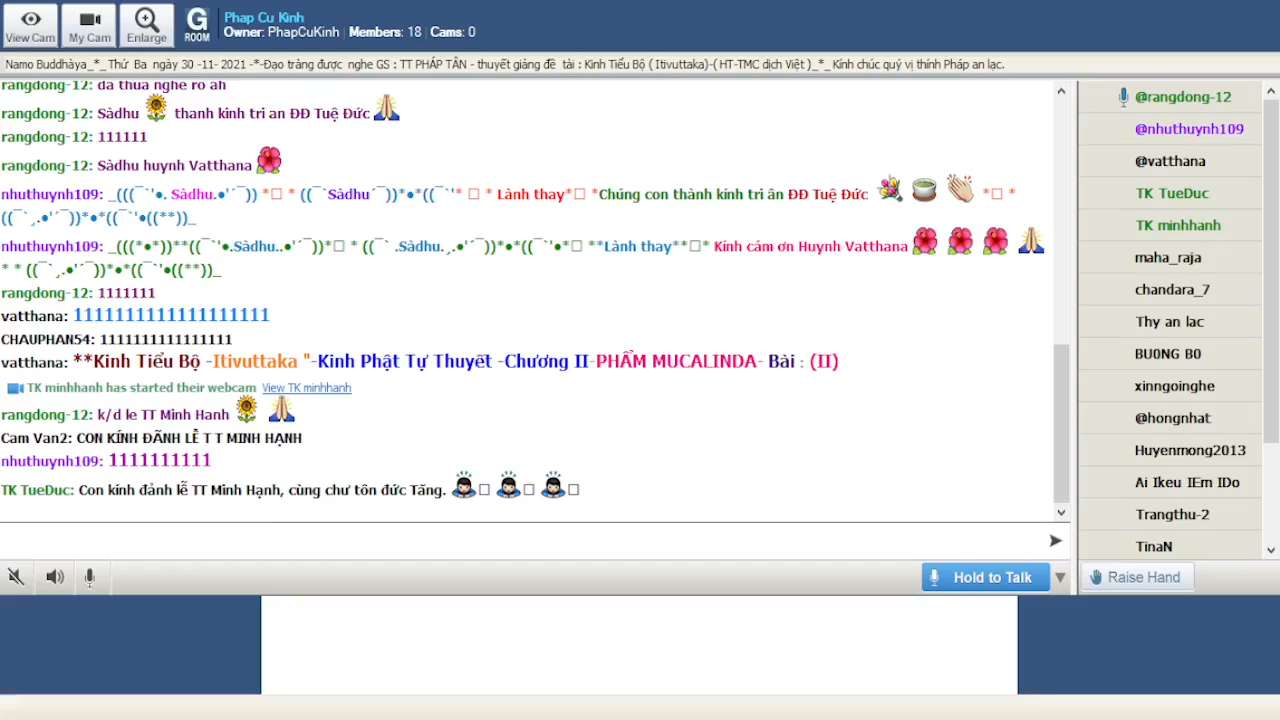 View Cam
My Cam
Enlarge
G
ROOM
Phap Cu Kinh
Owner: PhapCuKinh | Members: 18 | Cams: 0
Namo Buddhàya_*_Thứ Ba ngày 30 -11- 2021 -*-Đạo tràng được nghe GS : TT PHÁP TÂN - thuyết giảng đề tài : Kinh Tiểu Bộ ( Itivuttaka)-( HT-TMC dịch Việt )_*_Kính chúc quý vị thính Pháp an lạc.
rangdong-12: da thua nghe ro ah
rangdong-12: Sàdhu thanh kinh tri an ĐĐ Tuệ Đức
rangdong-12: 111111
rangdong-12: Sàdhu huynh Vatthana
nhuthuynh109: _(((¯`'•. Sàdhu.•'´¯)) *□ * ((¯`Sàdhu´¯))*•*((¯`'* □ * Lành thay*□ *Chúng con thành kính tri ân ĐĐ Tuệ Đức *□ *
((¯`¸.•'´¯))*•*((¯`'•((**))_
nhuthuynh109: _(((*•*))**((¯`'•.Sàdhu..•'´¯))*□ * ((¯` .Sàdhu.¸.•'´¯))*•*((¯`'•*□ **Lành thay**□* Kính cám ơn Huynh Vatthana
* * ((¯`¸.•'´¯))*•*((¯`'•((**))_
rangdong-12: 1111111
vatthana: 1111111111111111111
CHAUPHAN54: 1111111111111111
vatthana: **Kinh Tiểu Bộ -Itivuttaka "-Kinh Phật Tự Thuyết -Chương II-PHẨM MUCALINDA- Bài : (II)
TK minhhanh has started their webcam View TK minhhanh
rangdong-12: k/d le TT Minh Hanh
Cam Van2: CON KÍNH ĐÃNH LỄ T T MINH HẠNH
nhuthuynh109: 1111111111
TK TueDuc: Con kính đảnh lễ TT Minh Hạnh, cùng chư tôn đức Tăng. □ □ □
@rangdong-12
@nhuthuynh109
@vatthana
TK TueDuc
TK minhhanh
maha_raja
chandara_7
Thy an lac
BU0NG B0
xinngoinghe
@hongnhat
Huyenmong2013
Ai Ikeu IEm IDo
Trangthu-2
TinaN
Hold to Talk
Raise Hand